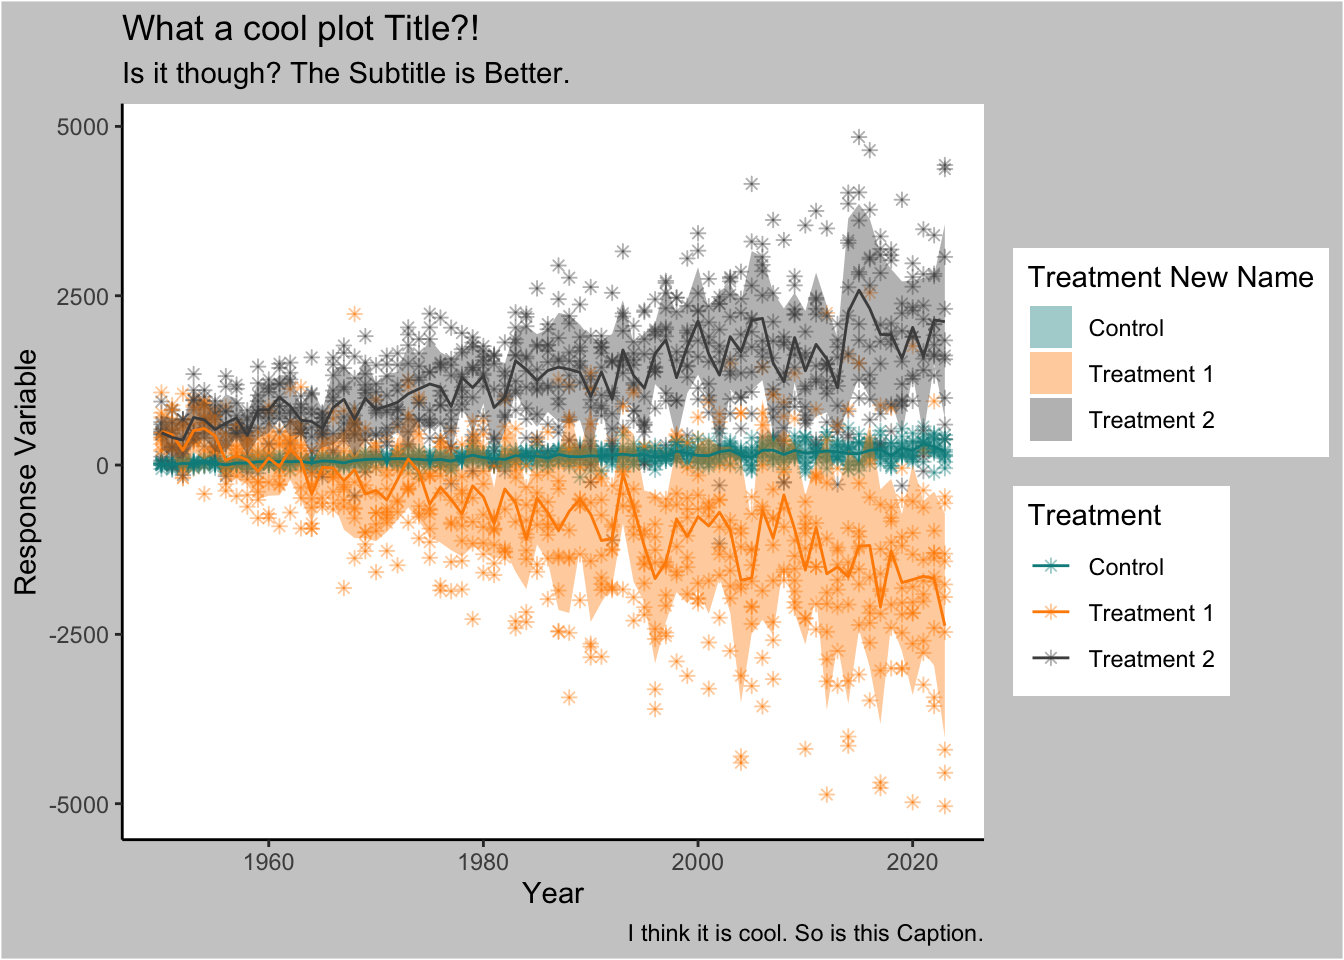 What a cool plot Title?!
Is it though? The Subtitle is Better.
5000
2500
0
-2500
-5000
Response Variable
1960
1980
2000
2020
Year
I think it is cool. So is this Caption.
Treatment New Name
Control
Treatment 1
Treatment 2
Treatment
Control
Treatment 1
Treatment 2